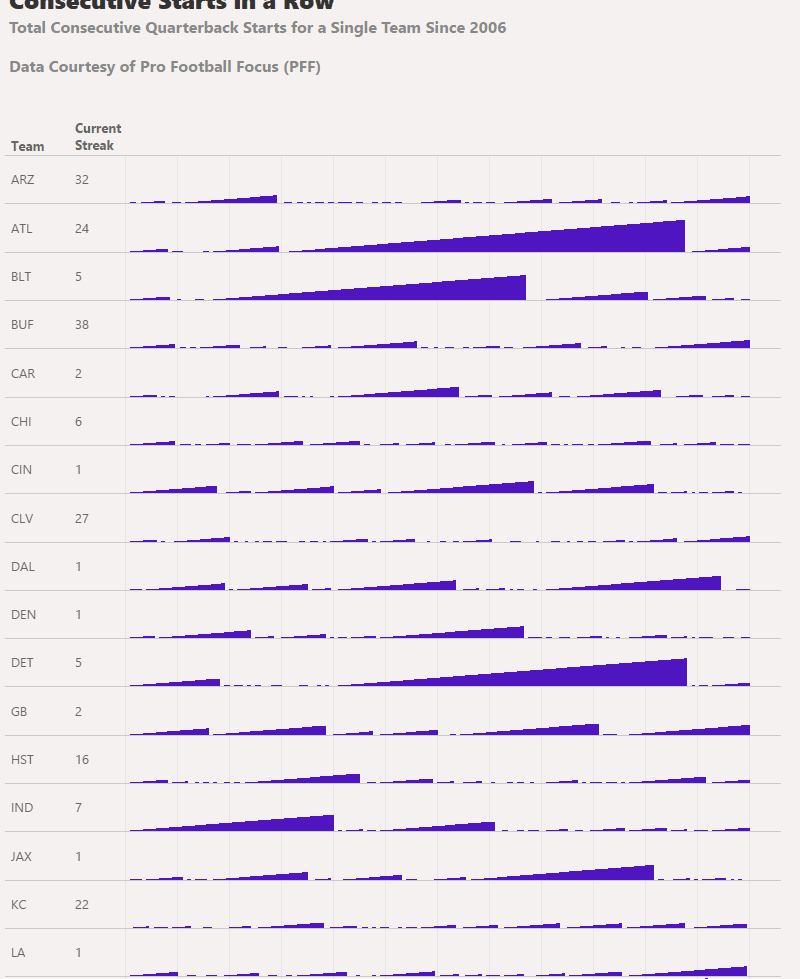 Consecutive Starts in a Row
Total Consecutive Quarterback Starts for a Single Team Since 2006
Data Courtesy of Pro Football Focus (PFF)
Team Current Streak
ARZ 32
ATL 24
BLT 5
BUF 38
CAR 2
CHI 6
CIN 1
CLV 27
DAL 1
DEN 1
DET 5
GB 2
HST 16
IND 7
JAX 1
KC 22
LA 1